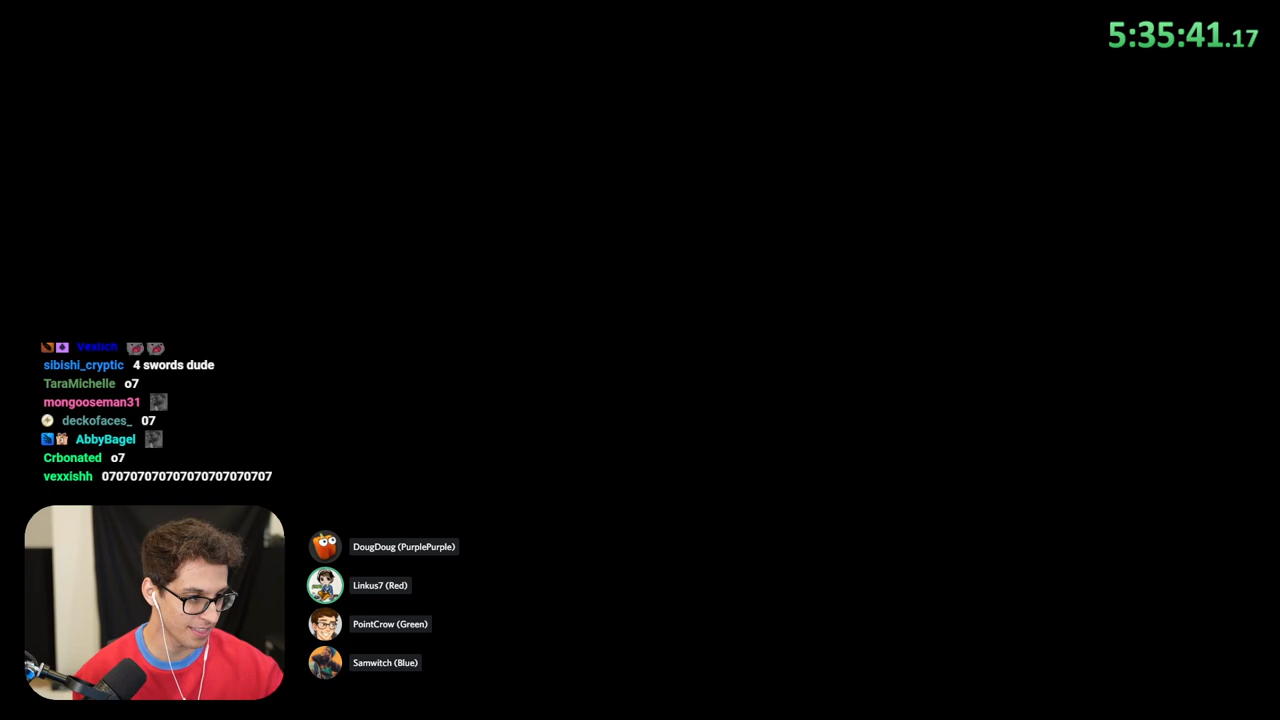 5:35:41.17
Vexlich
sibishi_cryptic 4 swords dude
TaraMichelle o7
mongooseman31
deckofaces_ 07
AbbyBagel
Crbonated o7
vexxishh 070707070707070707070707
DougDoug (PurplePurple)
Linkus7 (Red)
PointCrow (Green)
Samwitch (Blue)